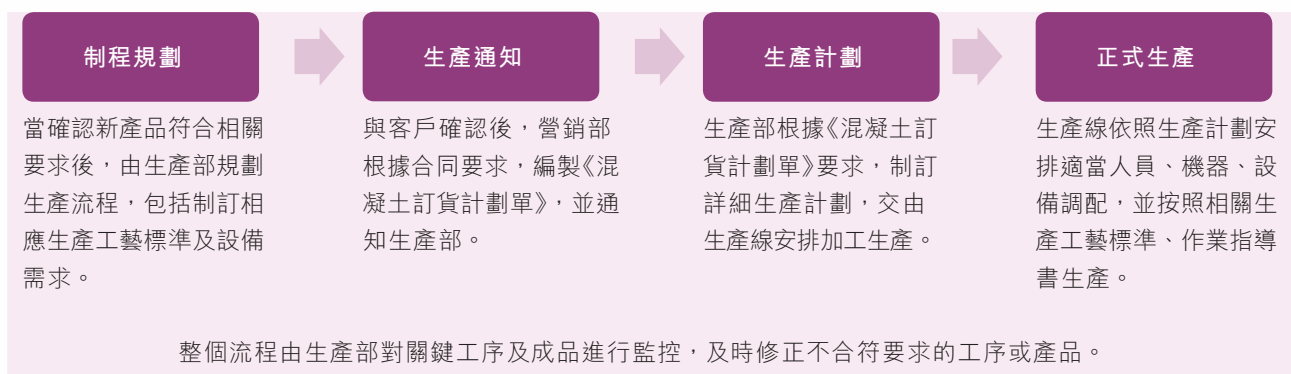 制程規劃
當確認新產品符合相關
要求後，由生產部規劃
生產流程，包括制訂相
應生產工藝標準及設備
需求。
生產通知
與客戶確認後，營銷部
根據合同要求，編製《混
凝土訂貨計劃單》，並通
知生產部。
生產計劃
生產部根據《混凝土訂
貨計劃單》要求，制訂
詳細生產計劃，交由
生產線安排加工生產。
正式生產
生產線依照生產計劃安
排適當人員、機器、設
備調配，並按照相關生
產工藝標準、作業指導
書生產。
整個流程由生產部對關鍵工序及成品進行監控，及時修正不合符要求的工序或產品。